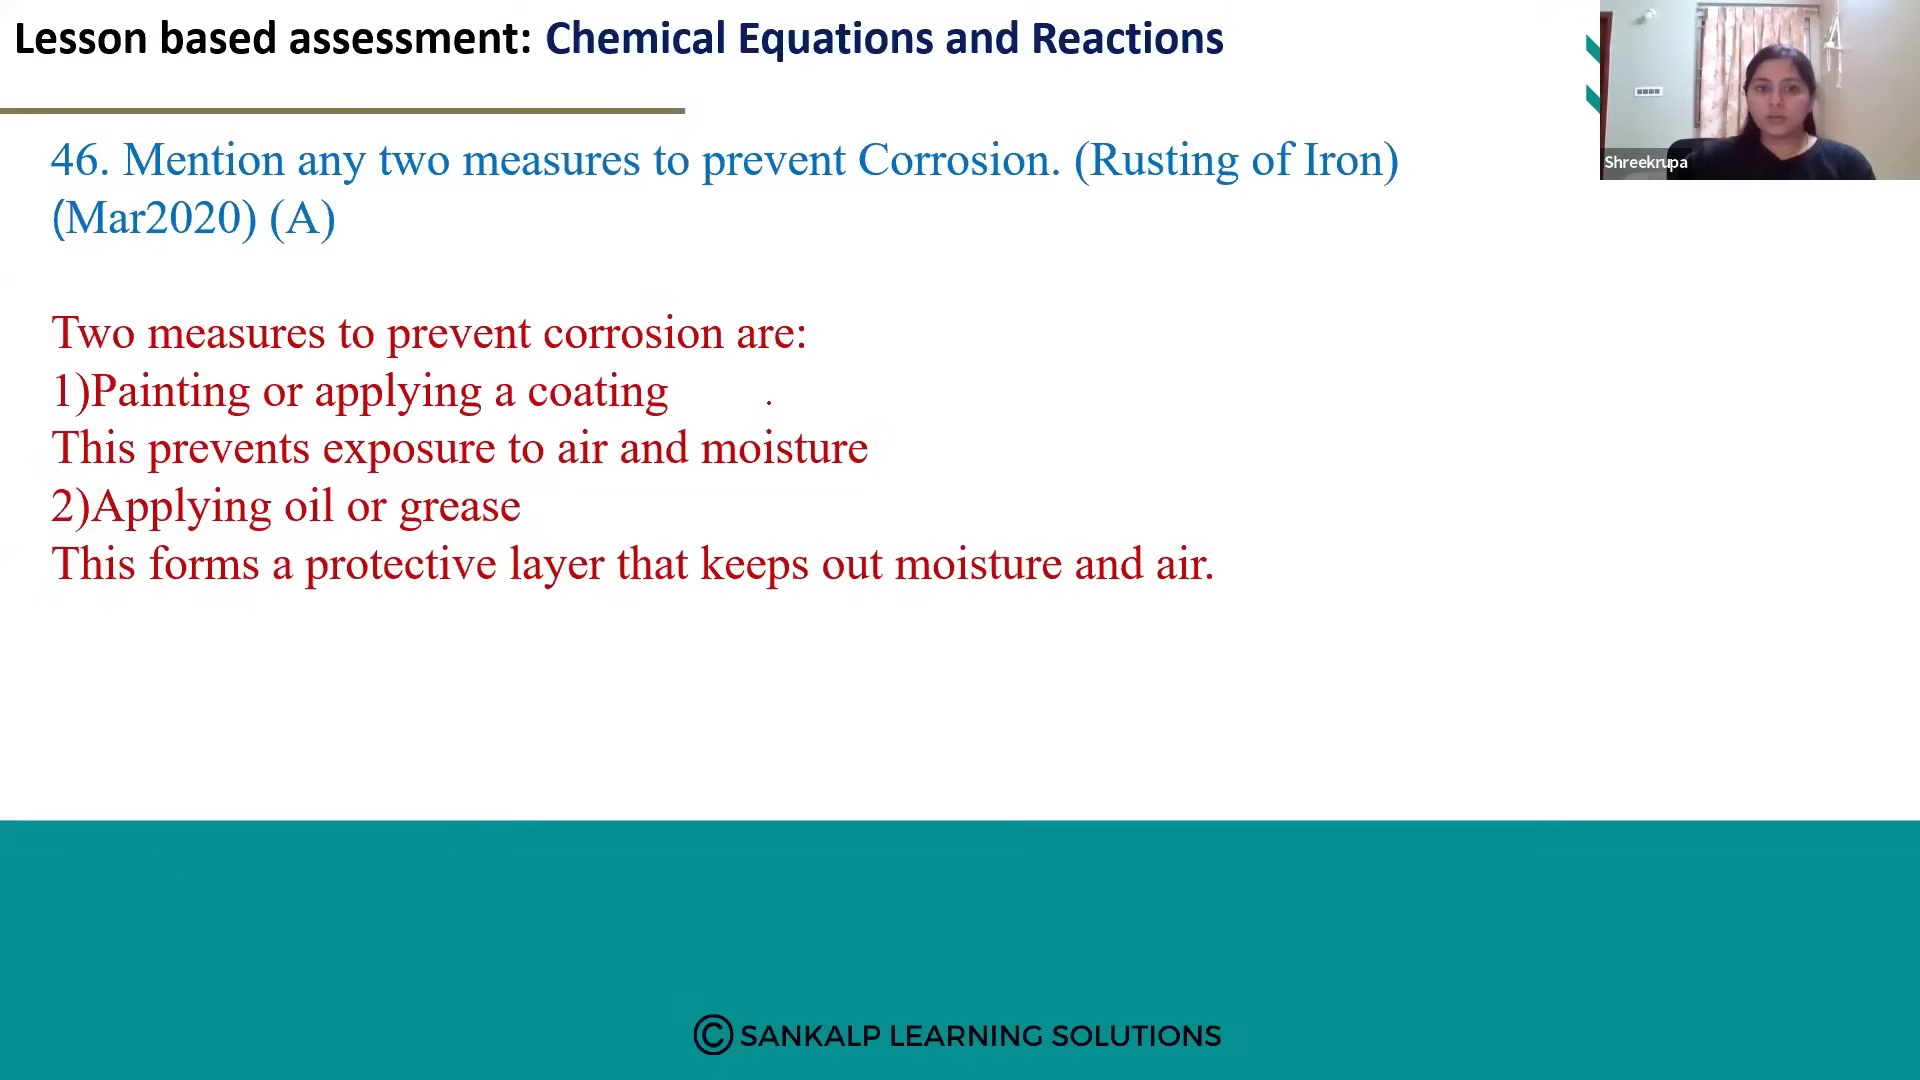 Lesson based assessment: Chemical Equations and Reactions
Shreekrupa
46. Mention any two measures to prevent Corrosion. (Rusting of Iron)
(Mar2020) (A)
Two measures to prevent corrosion are:
1)Painting or applying a coating
This prevents exposure to air and moisture
2)Applying oil or grease
This forms a protective layer that keeps out moisture and air.
© SANKALP LEARNING SOLUTIONS